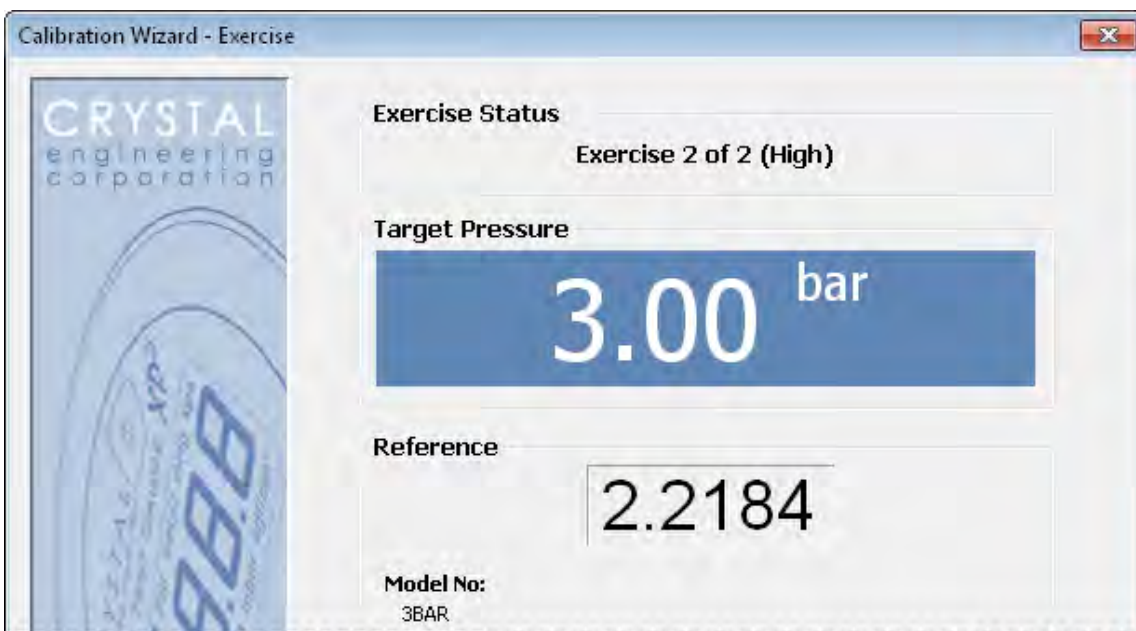 Calibration Wizard - Exercise
CRYSTAL
engineering
corporation
Exercise Status
Exercise 2 of 2 (High)
Target Pressure
3.00 bar
Reference
2.2184
Model No:
3BAR